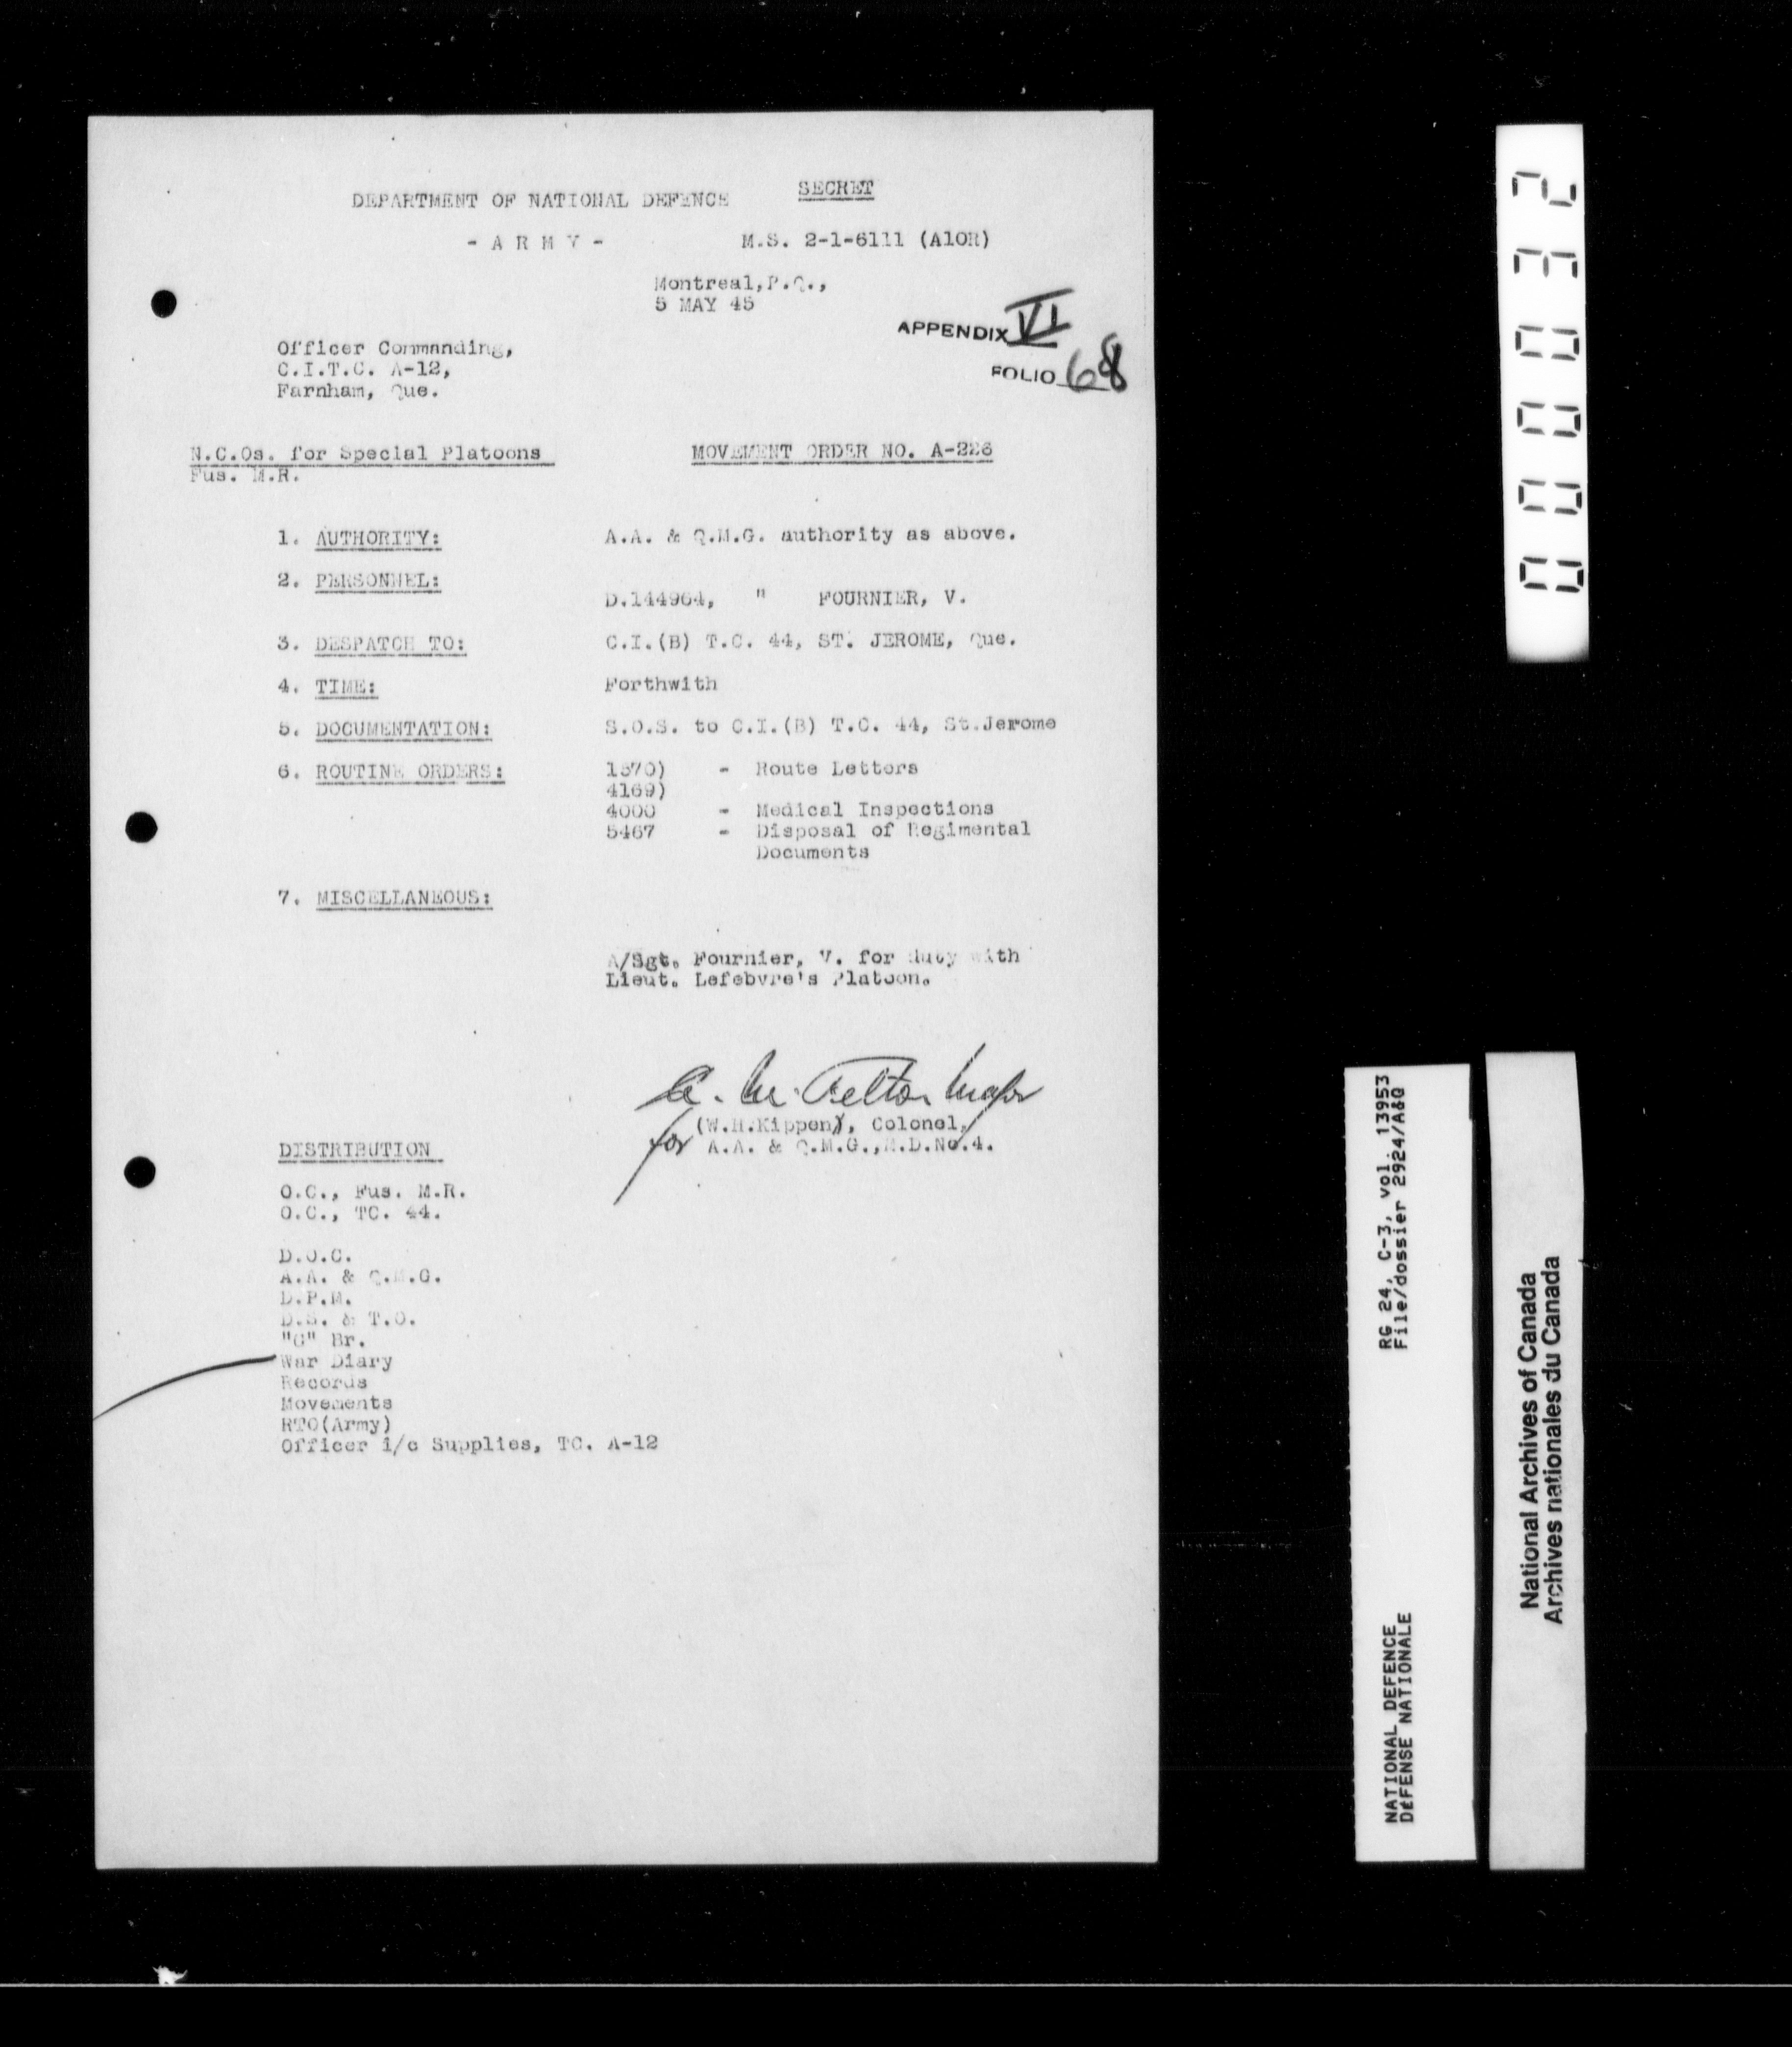 SECRET
DEPARTMENT OF NATIONAL DEFENCE
- A R M Y -
M.S. 2-1-6111 (A1OR)
Montreal,P.Q.,
5 MAY 45
APPENDIX VI
FOLIO 68
Officer Commanding,
C.I.T.C. A-12,
Farnham, Que.
N.C.Os. for Special Platoons
Fus. M.R.
MOVEMENT ORDER NO. A-226
1. AUTHORITY: A.A. & Q.M.G. authority as above.
2. PERSONNEL:
D.144964, " FOURNIER, V.
3. DESPATCH TO: C.I.(B) T.C. 44, ST. JEROME, Que.
4. TIME: Forthwith
5. DOCUMENTATION: S.O.S. to C.I.(B) T.C. 44, St.Jerome
6. ROUTINE ORDERS: 1370) - Route Letters
4169)
4000 - Medical Inspections
5467 - Disposal of Regimental
Documents
7. MISCELLANEOUS:
A/Sgt. Fournier, V. for duty with
Lieut. Lefebvre's Platoon.
Major
(W.H.Kippen), Colonel,
for A.A. & Q.M.G.,M.D.No.4.
DISTRIBUTION
O.C., Fus. M.R.
O.C., TC. 44.
D.O.C.
A.A. & Q.M.G.
D.P.M.
D.S. & T.O.
"G" Br.
War Diary
Records
Movements
RTO(Army)
Officer i/c Supplies, TC. A-12
000032
RG 24, C-3, vol. 13953
File/dossier 2924/A&Q
NATIONAL DEFENCE
DÉFENSE NATIONALE
National Archives of Canada
Archives nationales du Canada